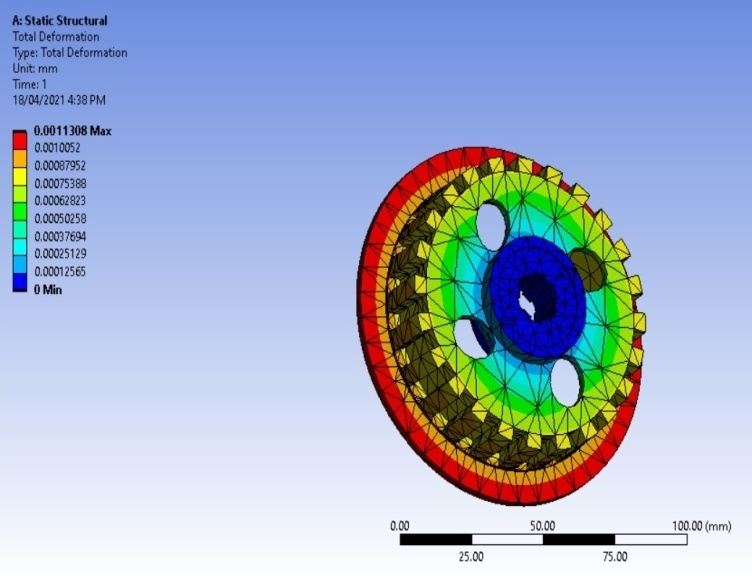 A: Static Structural
Total Deformation
Type: Total Deformation
Unit: mm
Time: 1
18/04/2021 4:38 PM
0.0011308 Max
0.0010052
0.00087952
0.00075388
0.00062823
0.00050258
0.00037694
0.00025129
0.00012565
0 Min
0.00 50.00 100.00 (mm)
25.00 75.00